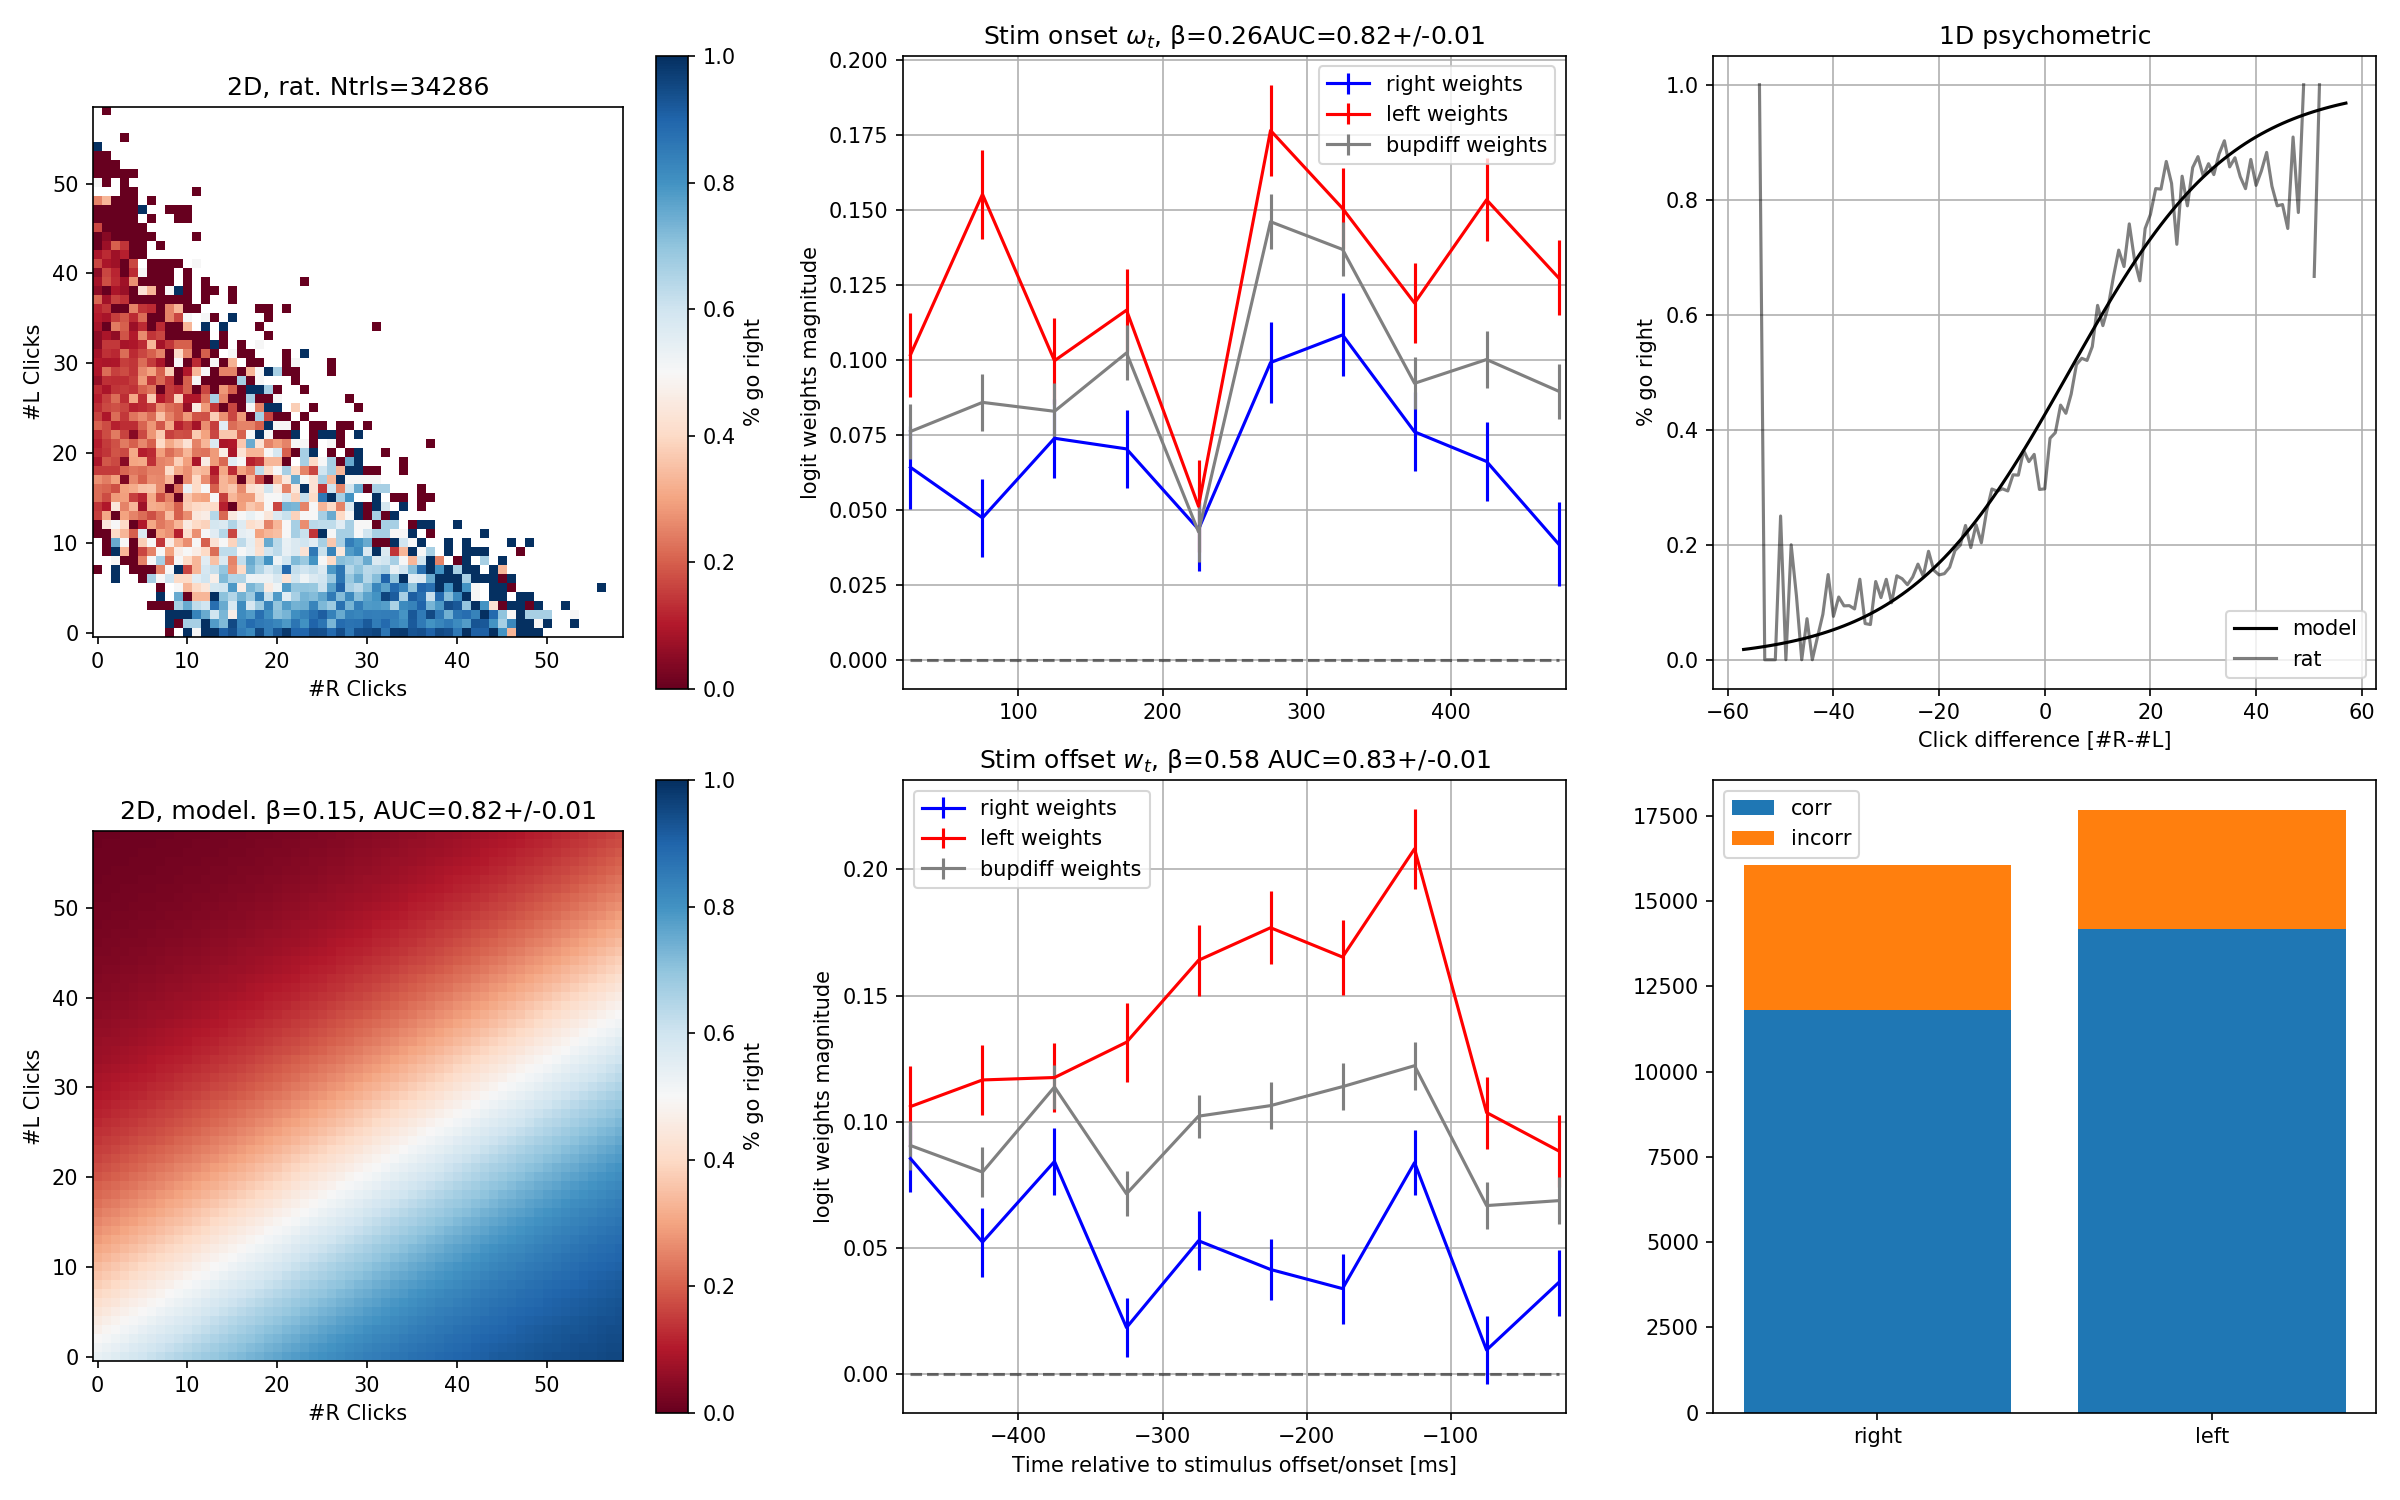 2D, rat. Ntrls=34286
#L Clicks
50
40
30
20
10
0
0 10 20 30 40 50
#R Clicks
1.0
0.8
0.6
0.4
0.2
0.0
% go right
Stim onset ωt, β=0.26AUC=0.82+/-0.01
logit weights magnitude
0.200
0.175
0.150
0.125
0.100
0.075
0.050
0.025
0.000
right weights
left weights
bupdiff weights
100 200 300 400
1D psychometric
% go right
1.0
0.8
0.6
0.4
0.2
0.0
model
rat
−60 −40 −20 0 20 40 60
Click difference [#R-#L]
2D, model. β=0.15, AUC=0.82+/-0.01
#L Clicks
50
40
30
20
10
0
0 10 20 30 40 50
#R Clicks
1.0
0.8
0.6
0.4
0.2
0.0
% go right
Stim offset wt, β=0.58 AUC=0.83+/-0.01
logit weights magnitude
0.20
0.15
0.10
0.05
0.00
right weights
left weights
bupdiff weights
−400 −300 −200 −100
Time relative to stimulus offset/onset [ms]
17500
15000
12500
10000
7500
5000
2500
0
corr
incorr
right left